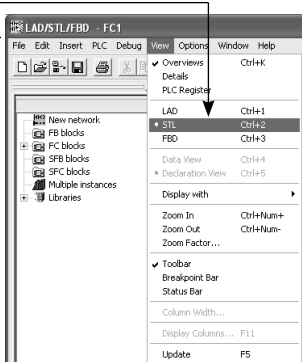 LAD/STL/FBD - FC1
File Edit Insert PLC Debug View Options Window Help
Overviews Ctrl+K
Details
PLC Register
LAD Ctrl+1
STL Ctrl+2
FBD Ctrl+3
Data View Ctrl+4
Declaration View Ctrl+5
Display with
Zoom In Ctrl+Num+
Zoom Out Ctrl+Num-
Zoom Factor...
Toolbar
Breakpoint Bar
Status Bar
Column Width...
Display Columns... F11
Update F5
New network
FB blocks
FC blocks
SFB blocks
SFC blocks
Multiple instances
Libraries